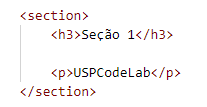 <section>
<h3>Seção 1</h3>
<p>USPCodeLab</p>
</section>